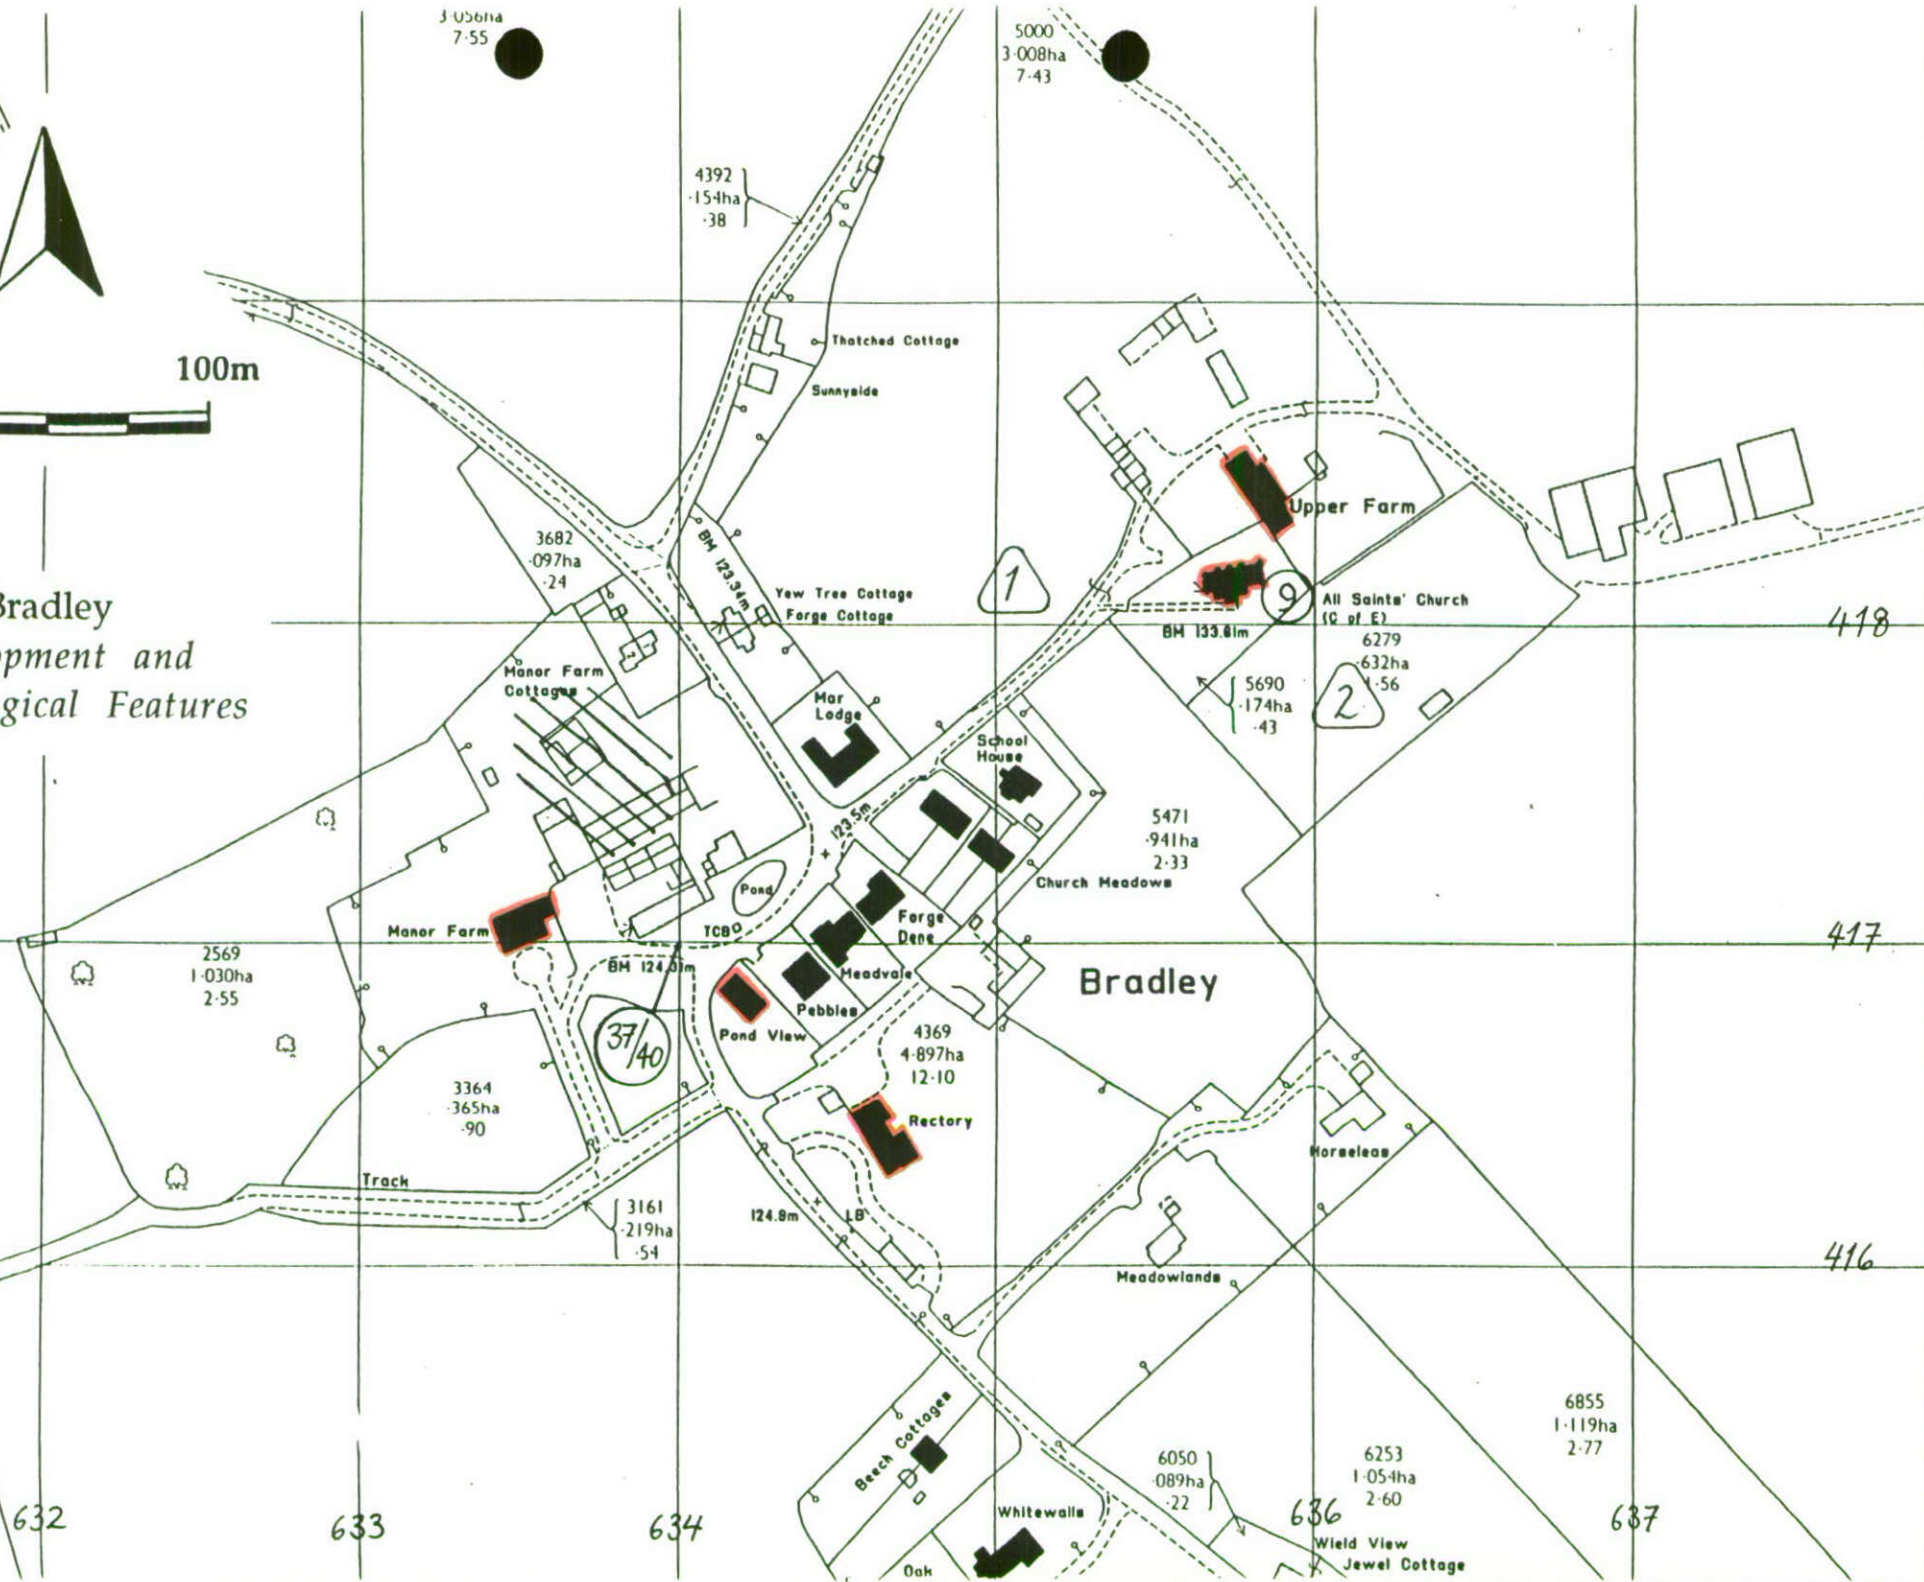 3·056ha
7·55
5000
3·008ha
7·43
4392
·154ha
·38
100m
Thatched Cottage
Sunnyside
Upper Farm
3682
·097ha
·24
BM 123.34m
Yew Tree Cottage
Forge Cottage
1
9
All Saints' Church
(C of E)
BM 133.81m
418
Bradley
opment and
gical Features
6279
·632ha
1·56
5690
·174ha
·43
2
Manor Farm
Cottages
Mar
Lodge
School
House
123.5m
5471
·941ha
2·33
Church Meadows
Pond
Manor Farm
TCB
Forge
Dene
417
2569
1·030ha
2·55
BM 124.31m
Meadvale
Bradley
Pebbles
Pond View
37/40
4369
4·897ha
12·10
3364
·365ha
·90
Rectory
Horseleas
Track
3161
·219ha
·54
124.8m
LB
416
Meadowlands
Beech Cottages
6855
1·119ha
2·77
6050
·089ha
·22
6253
1·054ha
2·60
Whitewalls
632
633
634
636
637
Wield View
Jewel Cottage
Oak